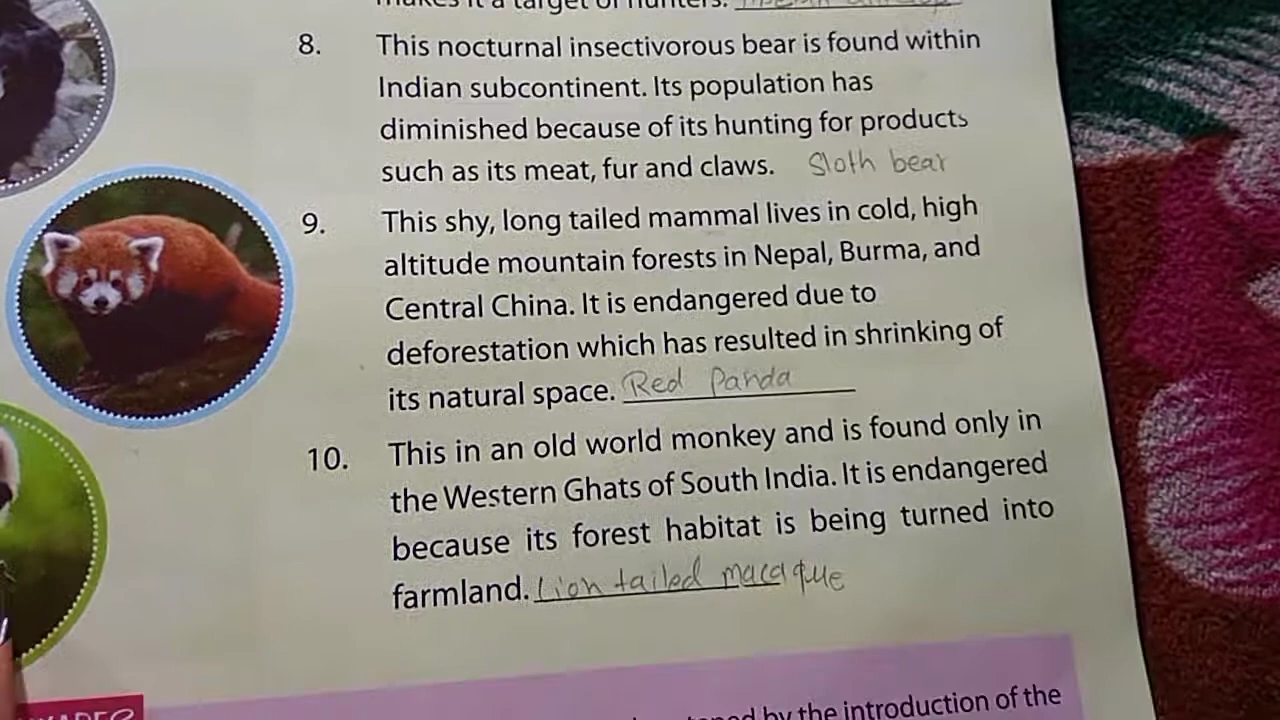 makes it a target of hunters.
8. This nocturnal insectivorous bear is found within
Indian subcontinent. Its population has
diminished because of its hunting for products
such as its meat, fur and claws. Sloth bear
9. This shy, long tailed mammal lives in cold, high
altitude mountain forests in Nepal, Burma, and
Central China. It is endangered due to
deforestation which has resulted in shrinking of
its natural space. Red Panda
10. This in an old world monkey and is found only in
the Western Ghats of South India. It is endangered
because its forest habitat is being turned into
farmland. Lion tailed macaque
by the introduction of the